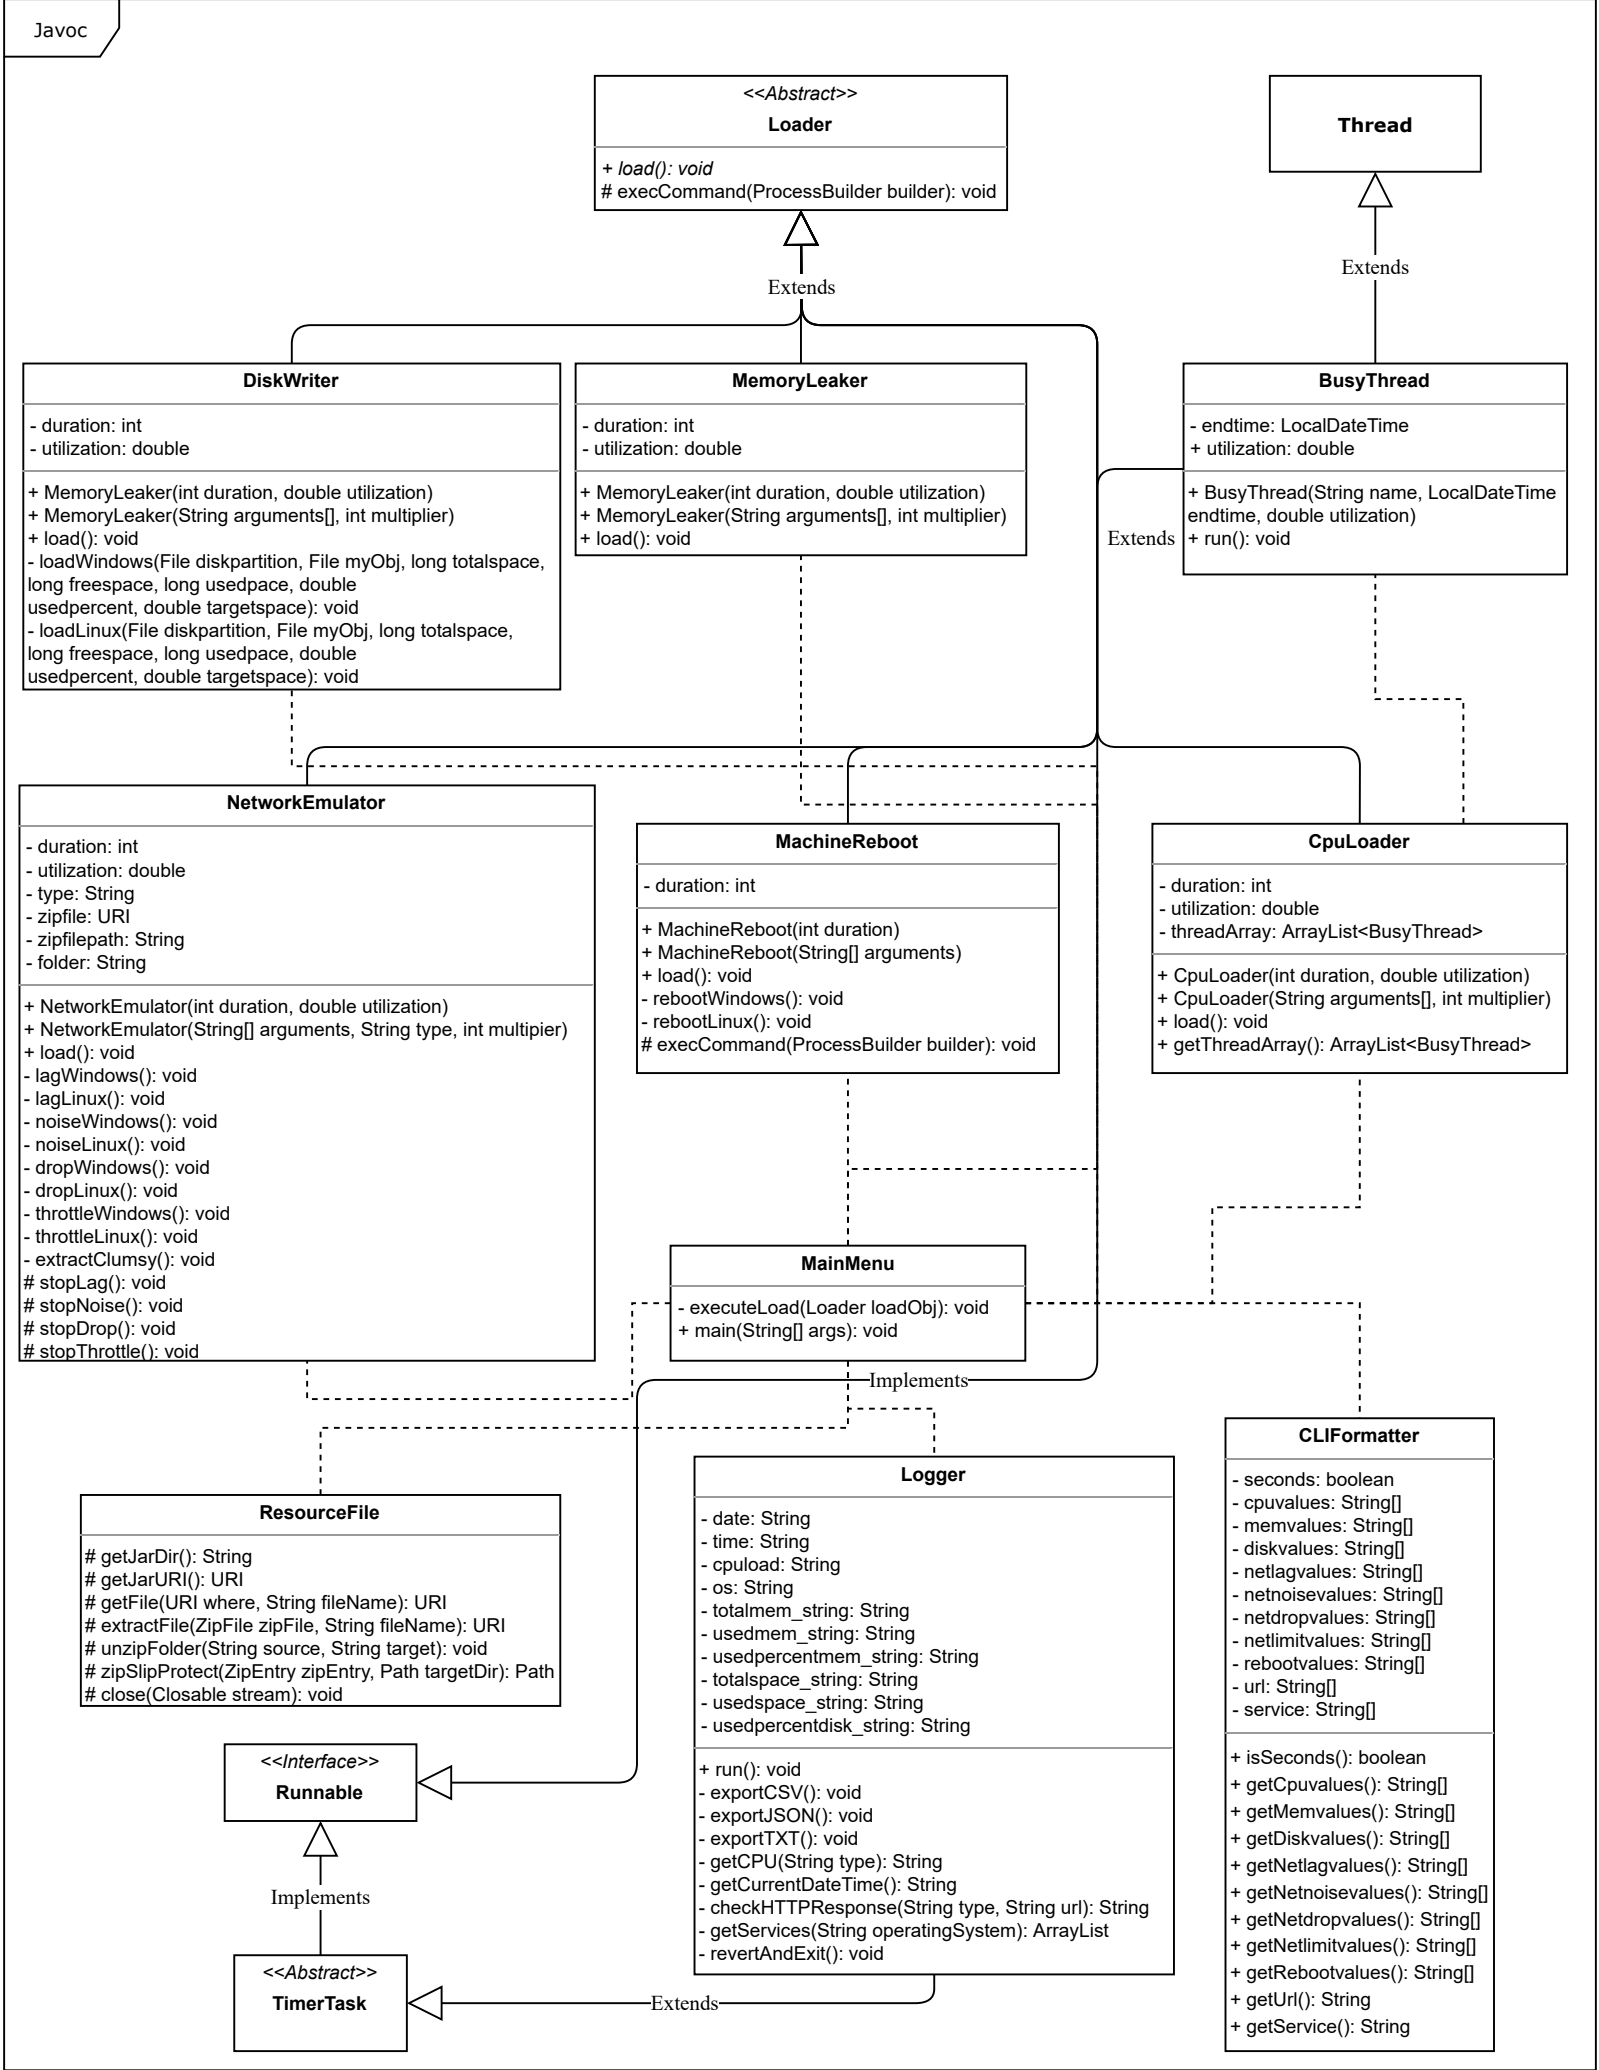 Javoc
<<Abstract>>
Loader
+ load(): void
# execCommand(ProcessBuilder builder): void
Thread
Extends
Extends
DiskWriter
- duration: int
- utilization: double
+ MemoryLeaker(int duration, double utilization)
+ MemoryLeaker(String arguments[], int multiplier)
+ load(): void
- loadWindows(File diskpartition, File myObj, long totalspace,
long freespace, long usedpace, double
usedpercent, double targetspace): void
- loadLinux(File diskpartition, File myObj, long totalspace,
long freespace, long usedpace, double
usedpercent, double targetspace): void
MemoryLeaker
- duration: int
- utilization: double
+ MemoryLeaker(int duration, double utilization)
+ MemoryLeaker(String arguments[], int multiplier)
+ load(): void
Extends
BusyThread
- endtime: LocalDateTime
+ utilization: double
+ BusyThread(String name, LocalDateTime
endtime, double utilization)
+ run(): void
NetworkEmulator
- duration: int
- utilization: double
- type: String
- zipfile: URI
- zipfilepath: String
- folder: String
+ NetworkEmulator(int duration, double utilization)
+ NetworkEmulator(String[] arguments, String type, int multipier)
+ load(): void
- lagWindows(): void
- lagLinux(): void
- noiseWindows(): void
- noiseLinux(): void
- dropWindows(): void
- dropLinux(): void
- throttleWindows(): void
- throttleLinux(): void
- extractClumsy(): void
# stopLag(): void
# stopNoise(): void
# stopDrop(): void
# stopThrottle(): void
MachineReboot
- duration: int
+ MachineReboot(int duration)
+ MachineReboot(String[] arguments)
+ load(): void
- rebootWindows(): void
- rebootLinux(): void
# execCommand(ProcessBuilder builder): void
CpuLoader
- duration: int
- utilization: double
- threadArray: ArrayList<BusyThread>
+ CpuLoader(int duration, double utilization)
+ CpuLoader(String arguments[], int multiplier)
+ load(): void
+ getThreadArray(): ArrayList<BusyThread>
MainMenu
- executeLoad(Loader loadObj): void
+ main(String[] args): void
Implements
ResourceFile
# getJarDir(): String
# getJarURI(): URI
# getFile(URI where, String fileName): URI
# extractFile(ZipFile zipFile, String fileName): URI
# unzipFolder(String source, String target): void
# zipSlipProtect(ZipEntry zipEntry, Path targetDir): Path
# close(Closable stream): void
Logger
- date: String
- time: String
- cpuload: String
- os: String
- totalmem_string: String
- usedmem_string: String
- usedpercentmem_string: String
- totalspace_string: String
- usedspace_string: String
- usedpercentdisk_string: String
+ run(): void
- exportCSV(): void
- exportJSON(): void
- exportTXT(): void
- getCPU(String type): String
- getCurrentDateTime(): String
- checkHTTPResponse(String type, String url): String
- getServices(String operatingSystem): ArrayList
- revertAndExit(): void
CLIFormatter
- seconds: boolean
- cpuvalues: String[]
- memvalues: String[]
- diskvalues: String[]
- netlagvalues: String[]
- netnoisevalues: String[]
- netdropvalues: String[]
- netlimitvalues: String[]
- rebootvalues: String[]
- url: String[]
- service: String[]
+ isSeconds(): boolean
+ getCpuvalues(): String[]
+ getMemvalues(): String[]
+ getDiskvalues(): String[]
+ getNetlagvalues(): String[]
+ getNetnoisevalues(): String[]
+ getNetdropvalues(): String[]
+ getNetlimitvalues(): String[]
+ getRebootvalues(): String[]
+ getUrl(): String
+ getService(): String
<<Interface>>
Runnable
Implements
<<Abstract>>
TimerTask
Extends